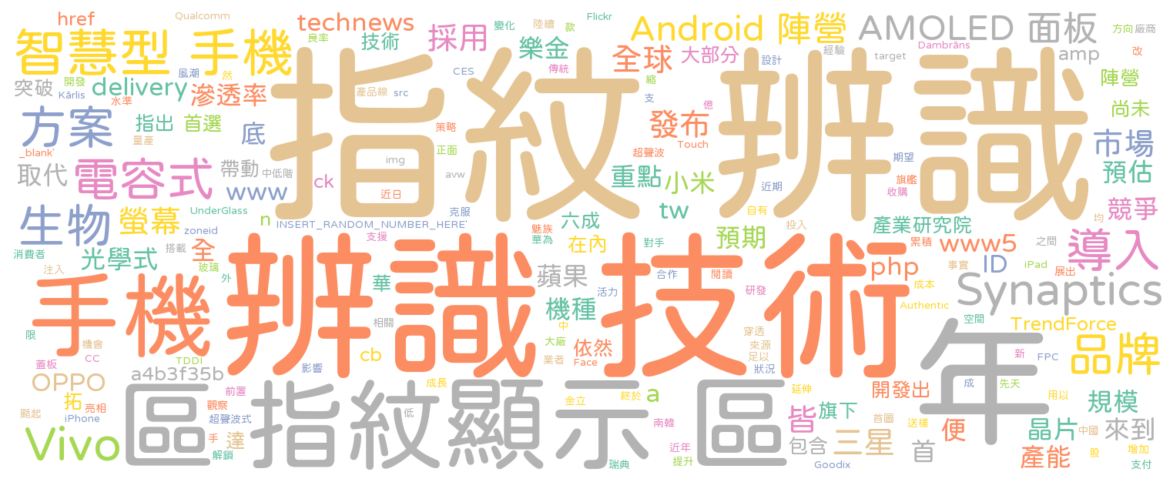 href
Qualcomm
technews
變化
陸續
款
Flickr
Android 陣營
AMOLED 面板
方向
廠商
智慧型 手機
良率
技術
採用
樂金
全球
大部分
設計
經驗
Dambrāns
target
amp
改
突破
開發
風潮
然
delivery
滲透率
CES
傳統
縮
陣營
Kārlis
水準
產品線
src
支
億
尚未
方案
指出
首選
量產
底
策略
指紋 辨識
發布
Touch
市場
_blank'
正面
超聲波
期望
旗艦
預估
取代
電容式
帶動
中低階
img
avw
重點
小米
近期
收購
競爭
www
ck
近日
tw
自有
投入
均
生物
螢幕
UnderGlass
zoneid
n
INSERT_RANDOM_NUMBER_HERE'
克服
魅族
六成
預期
產業研究院
消費者
光學式
搭載
全
支援
華為
在內
對手
累積
www5
之間
導入
注入
玻璃
外
華
蘋果
合作
閱讀
php
ID
事實
iPad
展出
手機
辨識技術
活力
研發
成本
Synaptics
限
相關
機種
中
Authentic
機會
TDDI
大廠
穿透
來源
空間
TrendForce
蓋板
CC
影響
cb
業者
Face
依然
足以
狀況
年
新
FPC
品牌
OPPO
a4b3f35b
前置
成長
終於
a
延伸
開發出
成
先天
拓
亮相
觀察
低
金立
皆
旗下
首圖
用以
規模
崛起
iPhone
超聲波式
區
指紋顯示
區
送樣
便
晶片
中國
來到
Vivo
手
達
南韓
包含
三星
首
增加
解鎖
瑞典
近年
提升
Goodix
產能
股
支付